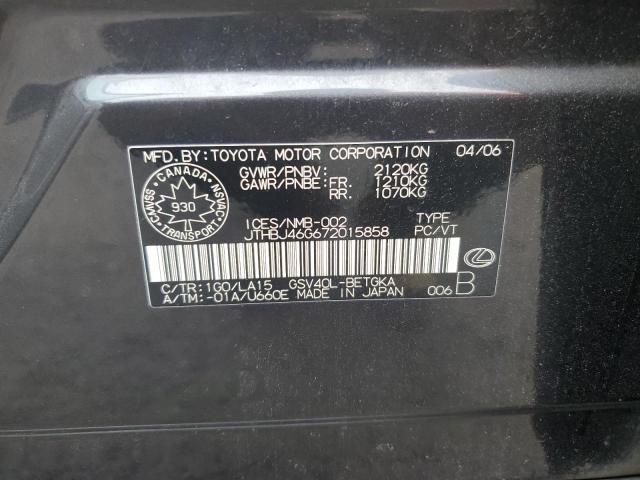 MFD.BY:TOYOTA MOTOR CORPORATION 04/06
GVWR/PNBV: 2120KG
GAWR/PNBE:FR. 1210KG
RR. 1070KG
CANADA
CMVSS NSVAC
930
TRANSPORT
ICES/NMB-002 TYPE
JTHBJ46G672015858 PC/VT
C/TR:1G0/LA15 GSV40L-BETGKA
A/TM:-01A/U660E MADE IN JAPAN 006 B